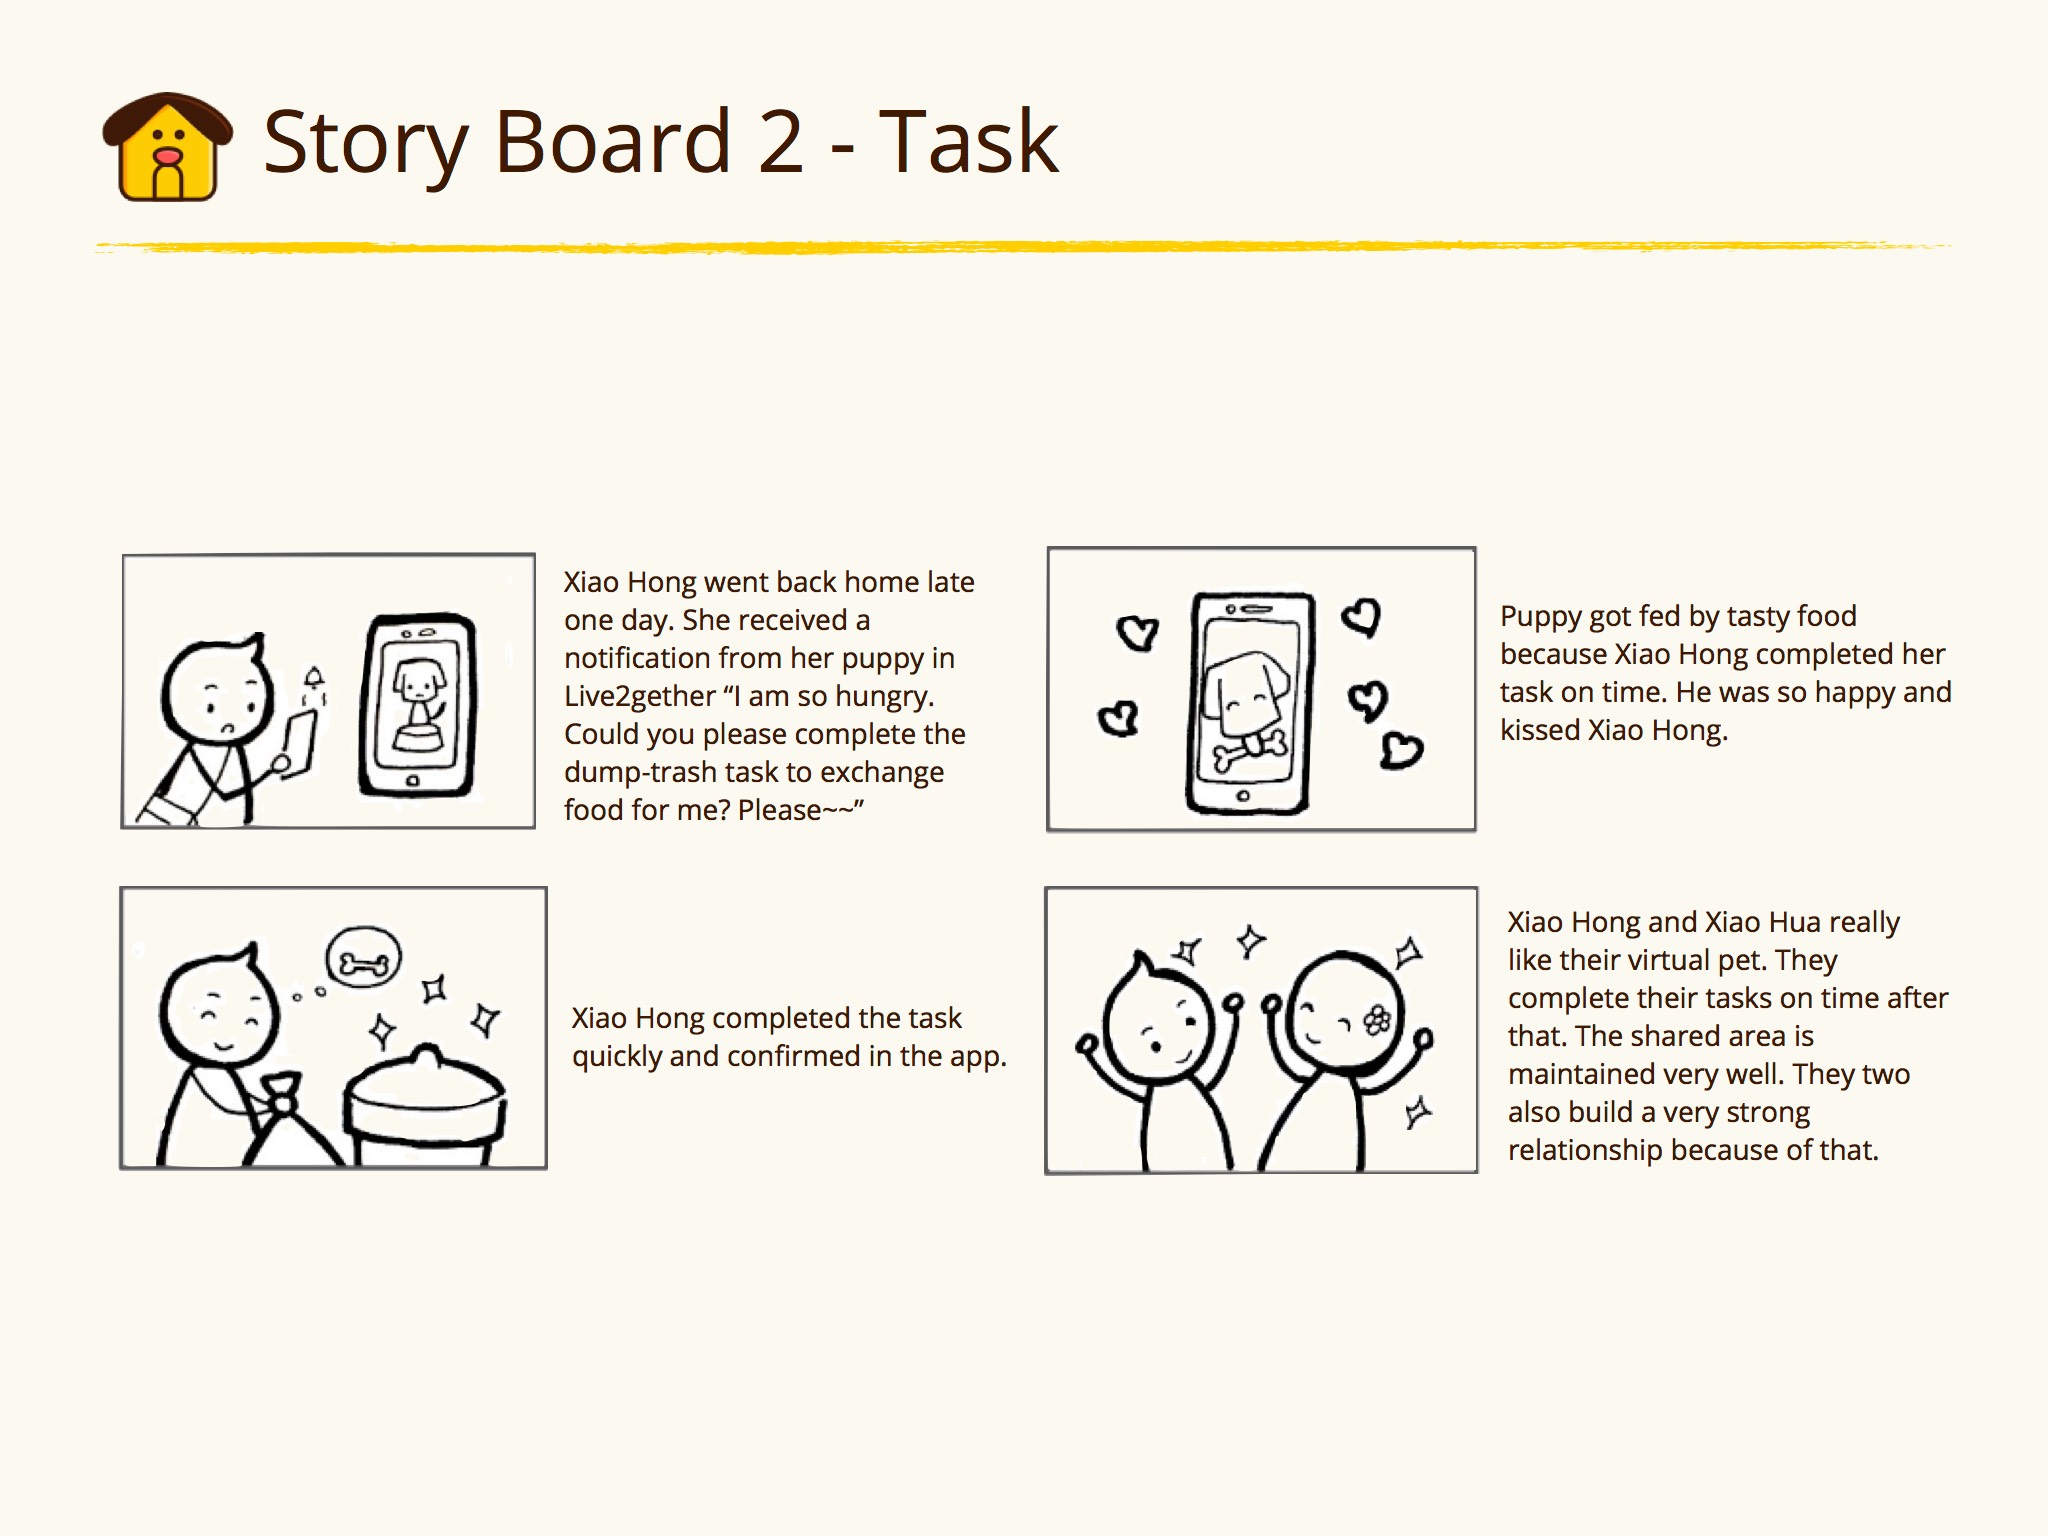 Story Board 2 - Task
Xiao Hong went back home late
one day. She received a
notification from her puppy in
Live2gether “I am so hungry.
Could you please complete the
dump-trash task to exchange
food for me? Please~~”
Xiao Hong completed the task
quickly and confirmed in the app.
Puppy got fed by tasty food
because Xiao Hong completed her
task on time. He was so happy and
kissed Xiao Hong.
Xiao Hong and Xiao Hua really
like their virtual pet. They
complete their tasks on time after
that. The shared area is
maintained very well. They two
also build a very strong
relationship because of that.